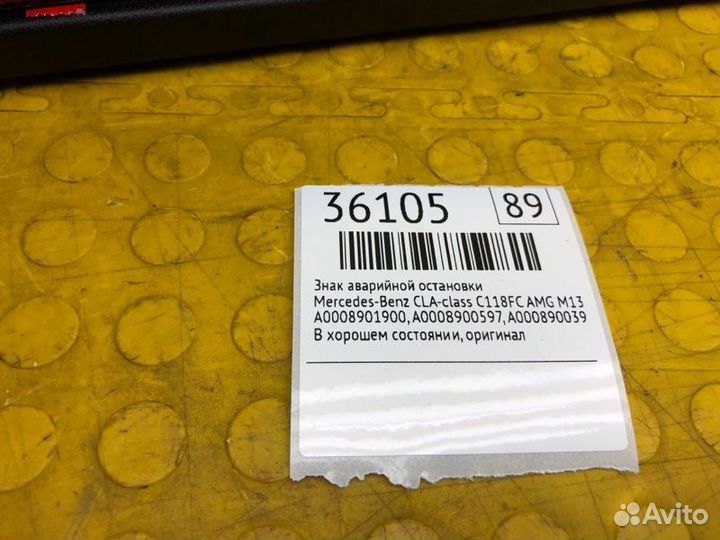 36105 89
Знак аварийной остановки
Mercedes-Benz CLA-class C118FC AMG M13
A0008901900, A0008900597, A000890039
В хорошем состоянии, оригинал
Avito